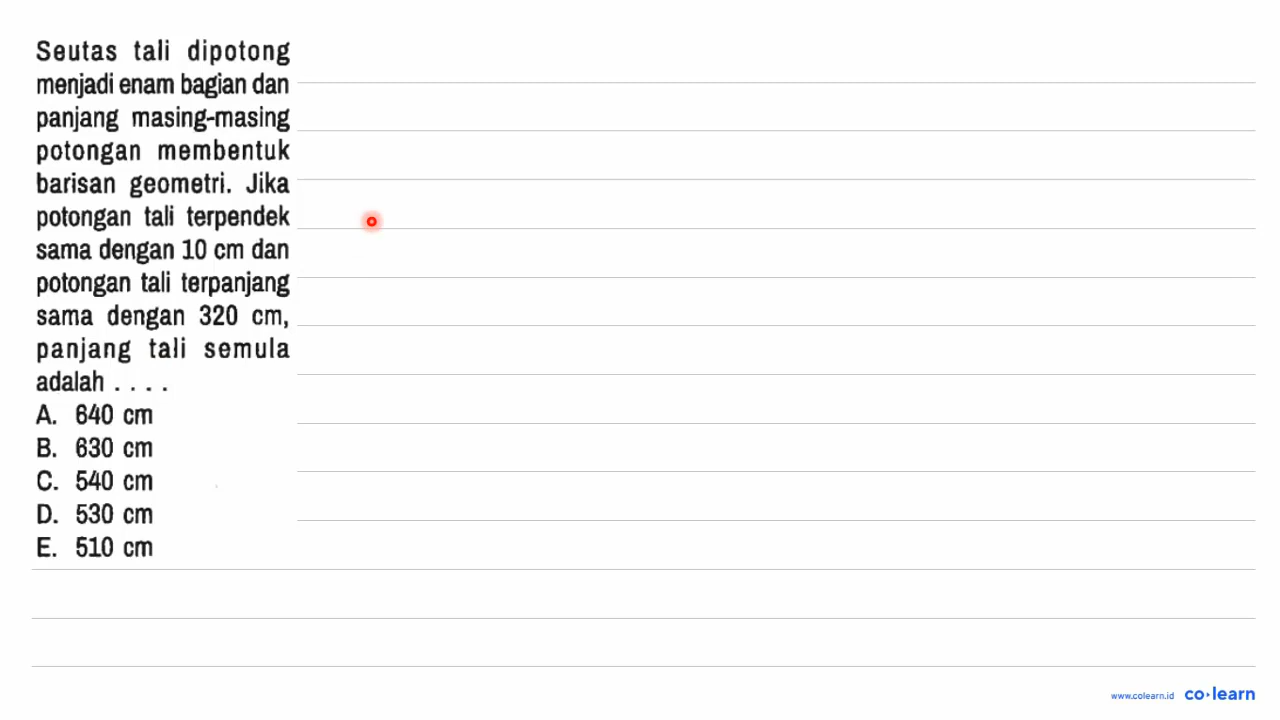 Seutas tali dipotong
menjadi enam bagian dan
panjang masing-masing
potongan membentuk
barisan geometri. Jika
potongan tali terpendek
sama dengan 10 cm dan
potongan tali terpanjang
sama dengan 320 cm,
panjang tali semula
adalah . . . .
A. 640 cm
B. 630 cm
C. 540 cm
D. 530 cm
E. 510 cm
www.colearn.id co·learn